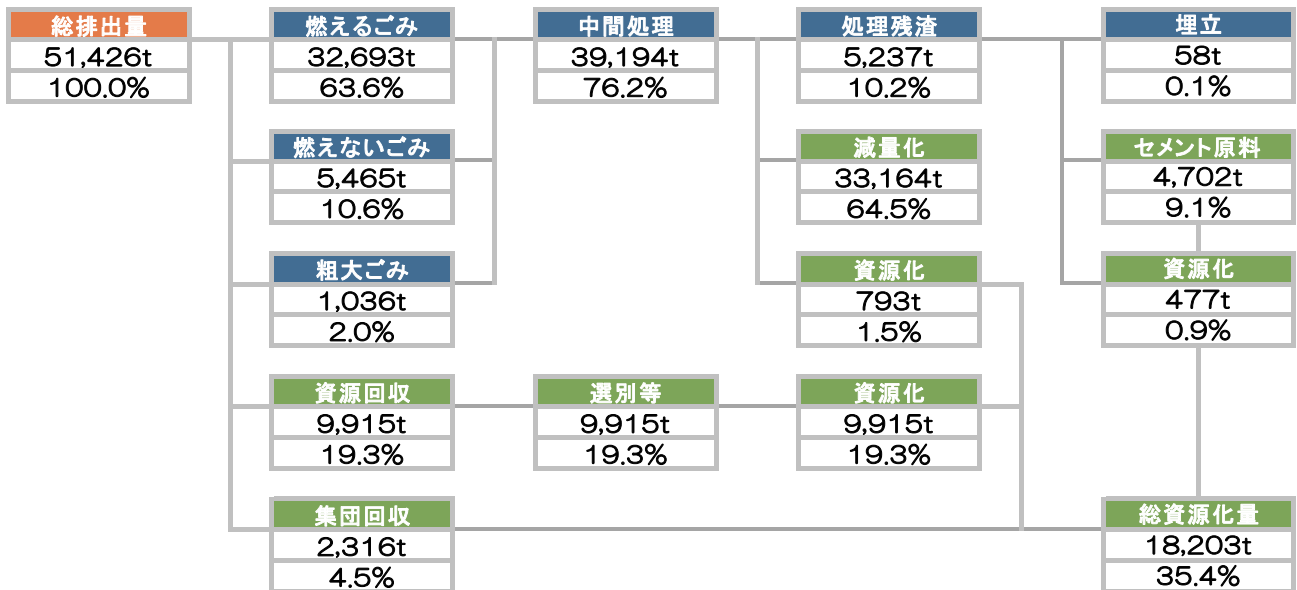 総排出量
51,426t
100.0%
燃えるごみ
32,693t
63.6%
中間処理
39,194t
76.2%
処理残渣
5,237t
10.2%
埋立
58t
0.1%
燃えないごみ
5,465t
10.6%
減量化
33,164t
64.5%
セメント原料
4,702t
9.1%
粗大ごみ
1,036t
2.0%
資源化
793t
1.5%
資源化
477t
0.9%
資源回収
9,915t
19.3%
選別等
9,915t
19.3%
資源化
9,915t
19.3%
集団回収
2,316t
4.5%
総資源化量
18,203t
35.4%